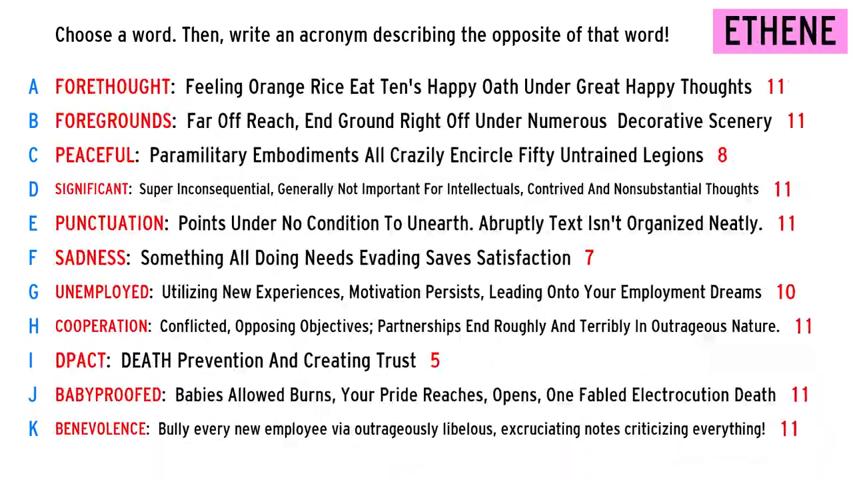 Choose a word. Then, write an acronym describing the opposite of that word!
ETHENE
A FORETHOUGHT: Feeling Orange Rice Eat Ten's Happy Oath Under Great Happy Thoughts 11
B FOREGROUNDS: Far Off Reach, End Ground Right Off Under Numerous Decorative Scenery 11
C PEACEFUL: Paramilitary Embodiments All Crazily Encircle Fifty Untrained Legions 8
D SIGNIFICANT: Super Inconsequential, Generally Not Important For Intellectuals, Contrived And Nonsubstantial Thoughts 11
E PUNCTUATION: Points Under No Condition To Unearth. Abruptly Text Isn't Organized Neatly. 11
F SADNESS: Something All Doing Needs Evading Saves Satisfaction 7
G UNEMPLOYED: Utilizing New Experiences, Motivation Persists, Leading Onto Your Employment Dreams 10
H COOPERATION: Conflicted, Opposing Objectives; Partnerships End Roughly And Terribly In Outrageous Nature. 11
I DPACT: DEATH Prevention And Creating Trust 5
J BABYPROOFED: Babies Allowed Burns, Your Pride Reaches, Opens, One Fabled Electrocution Death 11
K BENEVOLENCE: Bully every new employee via outrageously libelous, excruciating notes criticizing everything! 11